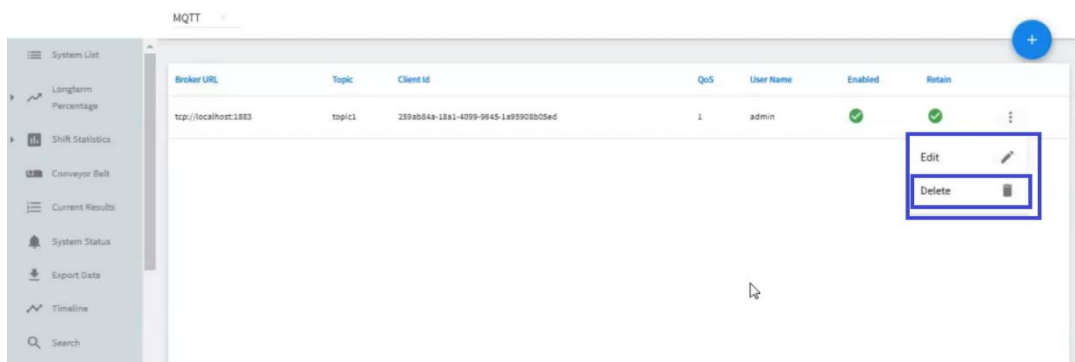 MQTT
System List
Longterm
Percentage
Shift Statistics
Conveyor Belt
Current Results
System Status
Export Data
Timeline
Search
Broker URL Topic Client Id QoS User Name Enabled Retain
tcp://localhost:1883 topic1 259ab84a-18a1-4099-9645-1a95908b05ed 1 admin
Edit
Delete